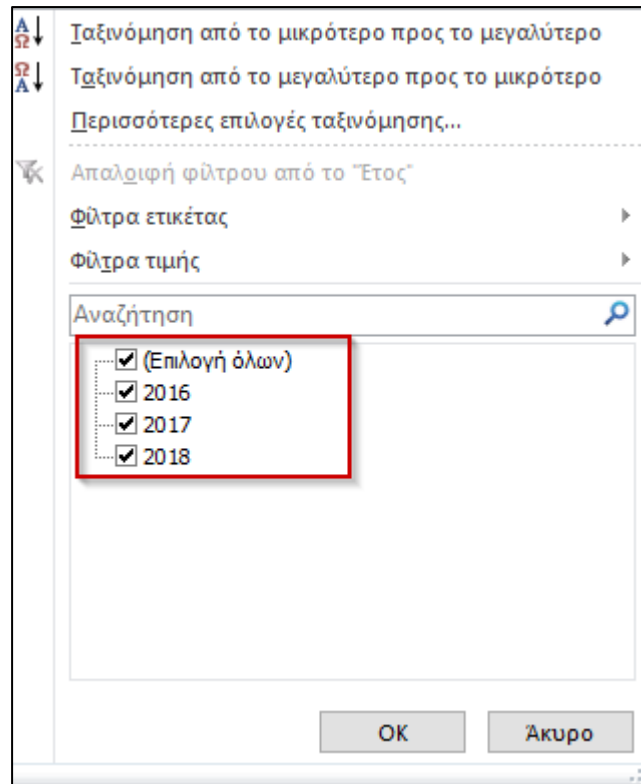 Ταξινόμηση από το μικρότερο προς το μεγαλύτερο
Ταξινόμηση από το μεγαλύτερο προς το μικρότερο
Περισσότερες επιλογές ταξινόμησης...
Απαλοιφή φίλτρου από το "Έτος"
Φίλτρα ετικέτας
Φίλτρα τιμής
Αναζήτηση
(Επιλογή όλων)
2016
2017
2018
OK Άκυρο